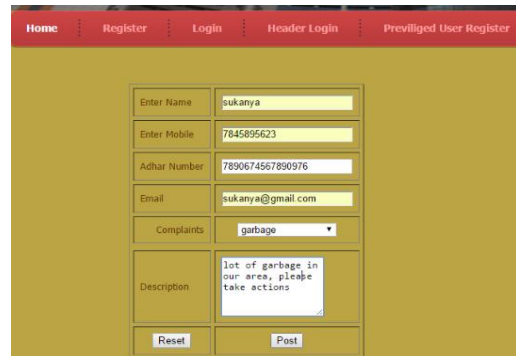 Home Register Login Header Login Previliged User Register
Enter Name sukanya
Enter Mobile 7845895623
Adhar Number 7890674567890976
Email sukanya@gmail.com
Complaints garbage
Description
lot of garbage in
our area, please
take actions
Reset Post